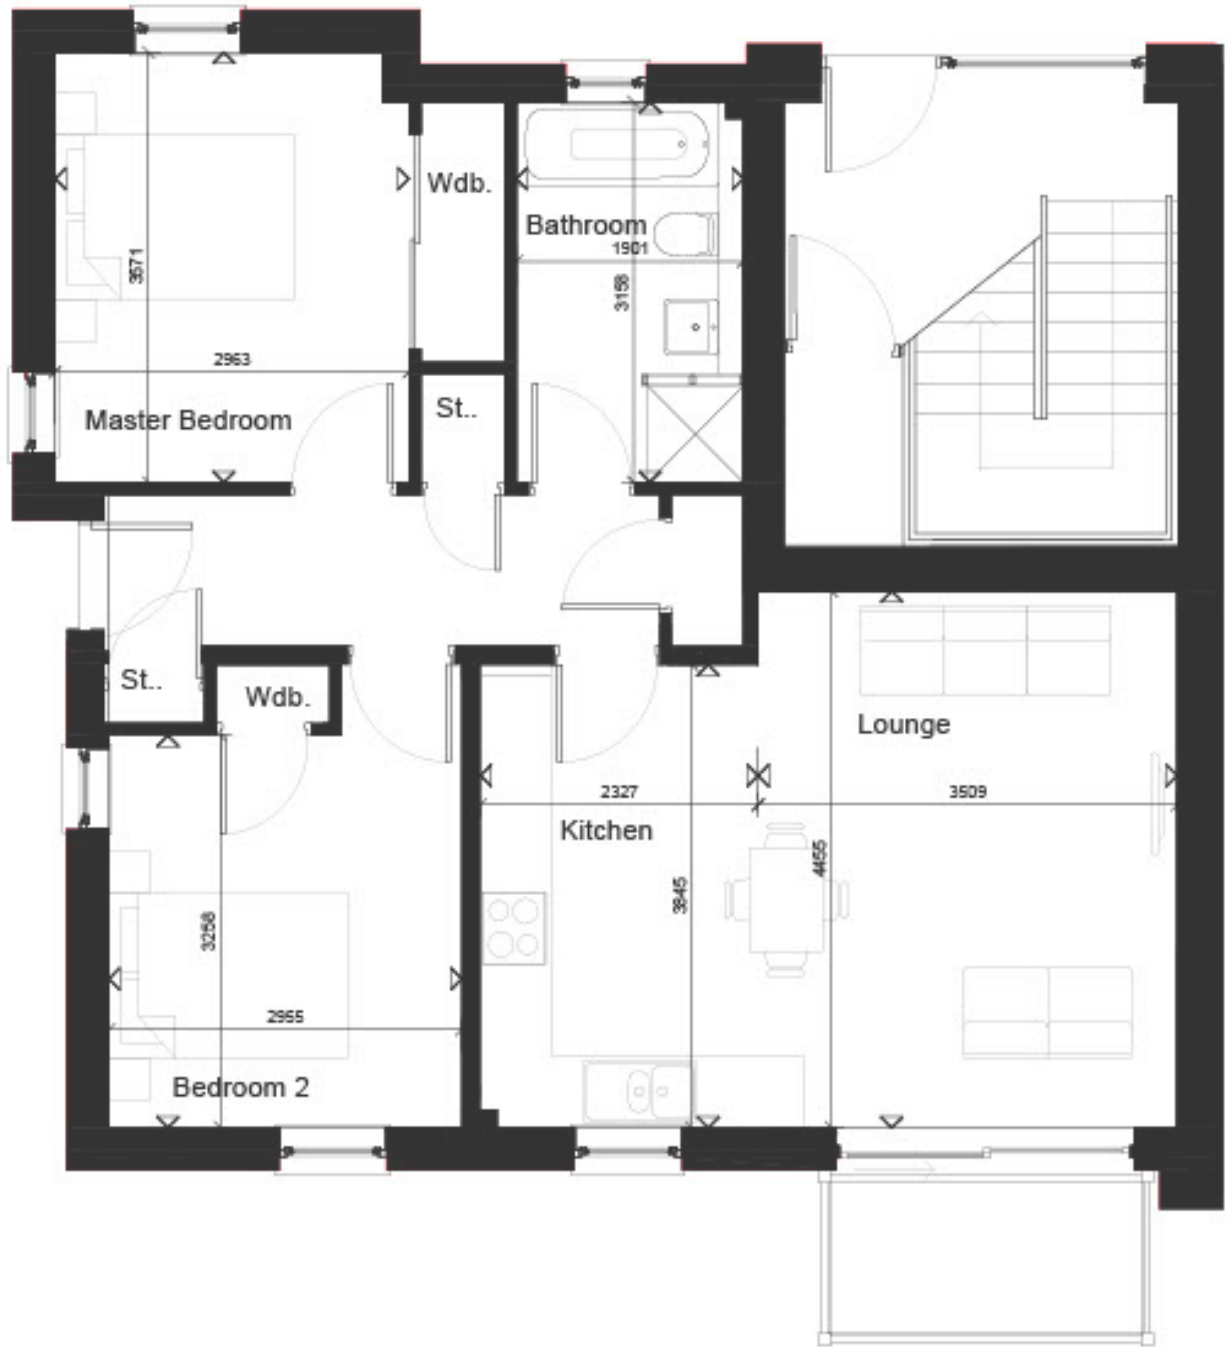 Wdb.
Bathroom
1901
3571
3158
2963
St..
Master Bedroom
St..
Wdb.
Lounge
2327
3509
Kitchen
4455
3845
3258
2955
Bedroom 2